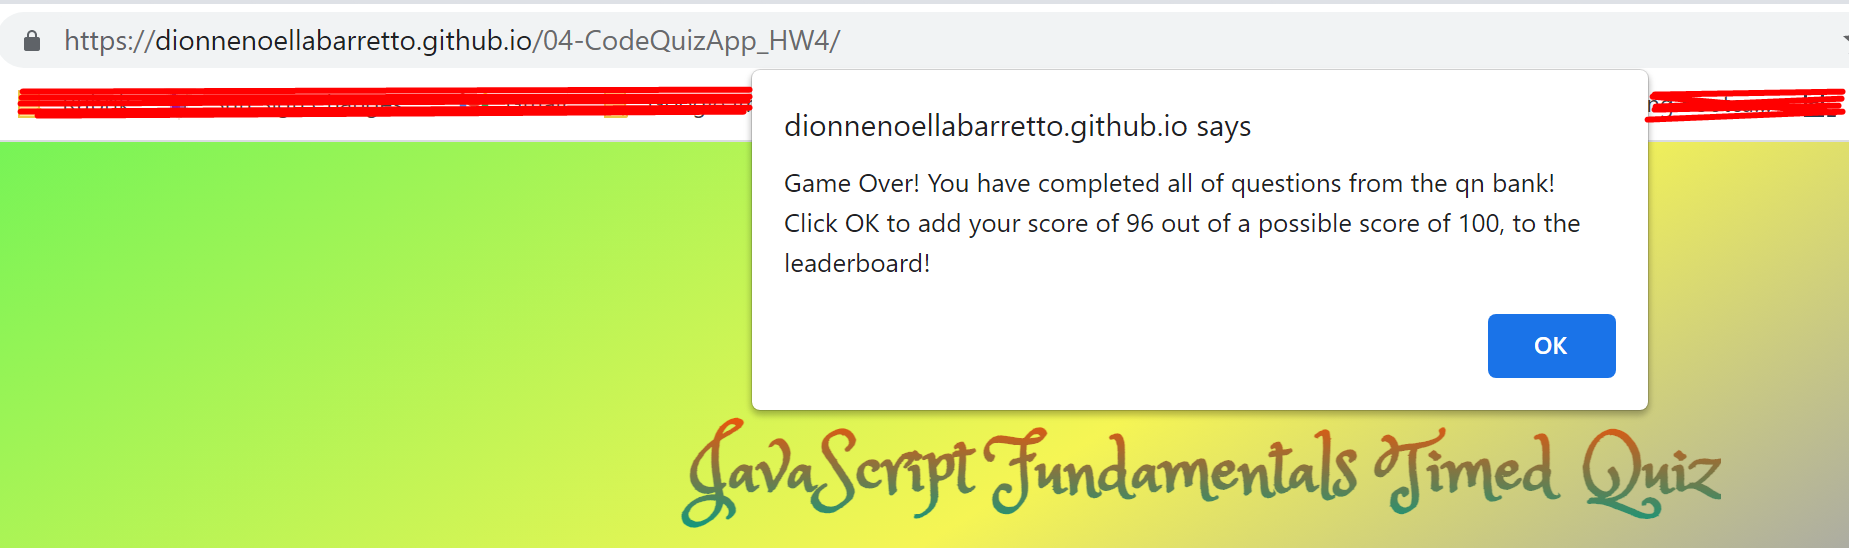 https://dionnenoellabarretto.github.io/04-CodeQuizApp_HW4/
dionnenoellabarretto.github.io says
Game Over! You have completed all of questions from the qn bank!
Click OK to add your score of 96 out of a possible score of 100, to the
leaderboard!
OK
JavaScript Fundamentals Timed Quiz